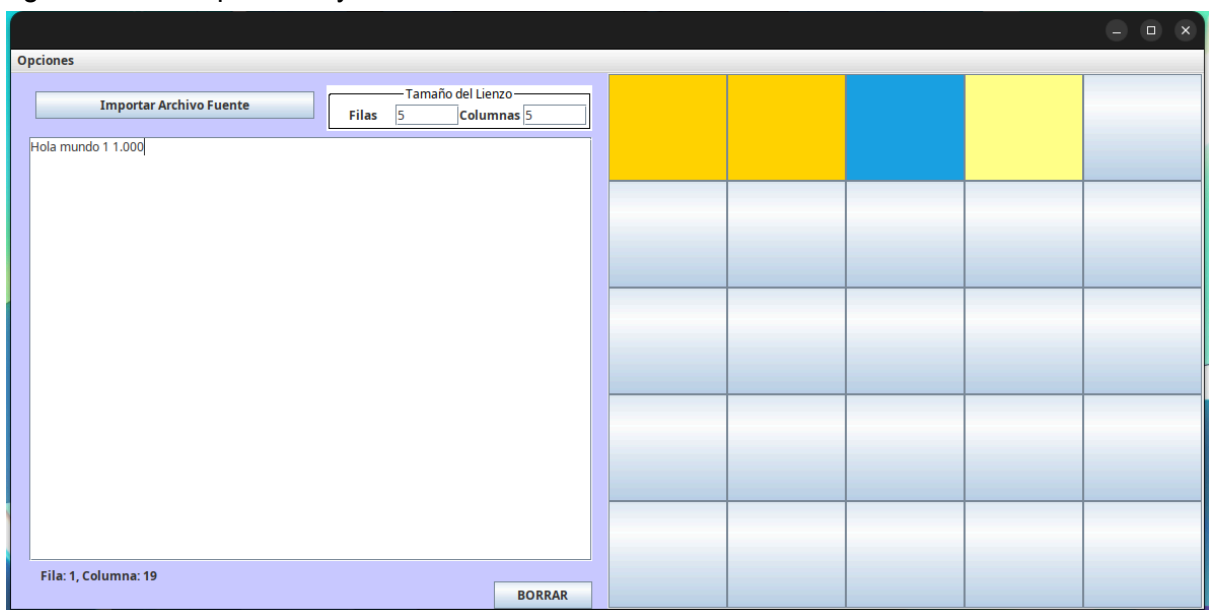 Opciones
Importar Archivo Fuente
Tamaño del Lienzo
Filas 5 Columnas 5
Hola mundo 1 1.000
Fila: 1, Columna: 19
BORRAR